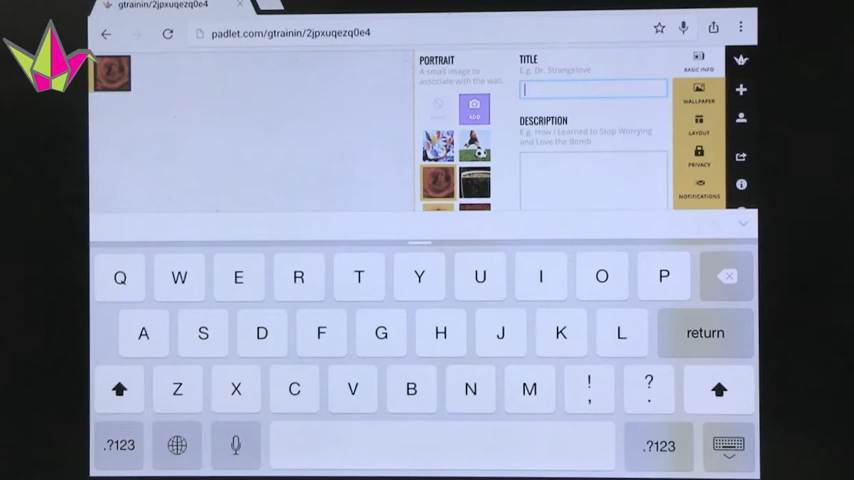 gtrainin/2jpxuqezq0e4
padlet.com/gtrainin/2jpxuqezq0e4
PORTRAIT
A small image to
associate with the wall.
ADD
TITLE
E.g. Dr. Strangelove
DESCRIPTION
E.g. How I Learned to Stop Worrying
and Love the Bomb
BASIC INFO
WALLPAPER
LAYOUT
PRIVACY
NOTIFICATIONS
Q W E R T Y U I O P
A S D F G H J K L return
Z X C V B N M ! , ? .
.?123 .?123